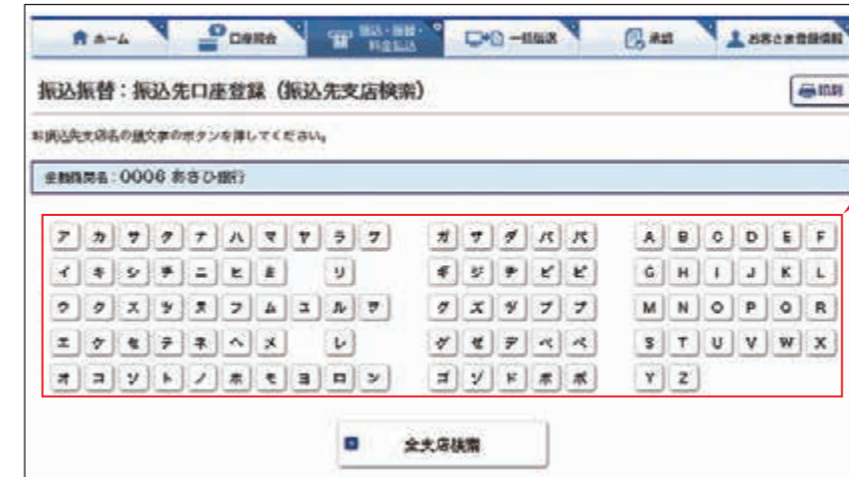 ホーム 口座照会 振込・振替・料金払込 一括伝送 承認 お客さま登録情報
振込振替：振込先口座登録（振込先支店検索）
印刷
お振込先支店名の頭文字のボタンを押してください。
金融機関名：0006 あさひ銀行
ア カ サ タ ナ ハ マ ヤ ラ ワ ガ ザ ダ バ パ A B C D E F
イ キ シ チ ニ ヒ ミ リ ギ ジ ヂ ビ ピ G H I J K L
ウ ク ス ツ ヌ フ ム ユ ル ヲ グ ズ ヅ ブ プ M N O P Q R
エ ケ セ テ ネ ヘ メ レ ゲ ゼ デ ベ ペ S T U V W X
オ コ ソ ト ノ ホ モ ヨ ロ ン ゴ ゾ ド ボ ポ Y Z
全支店検索